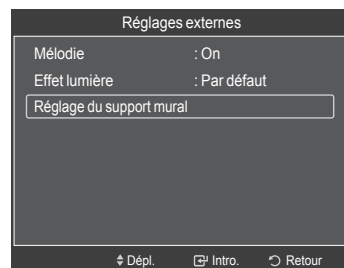 Réglages externes
Mélodie : On
Effet lumière : Par défaut
Réglage du support mural
Dépl. Intro. Retour